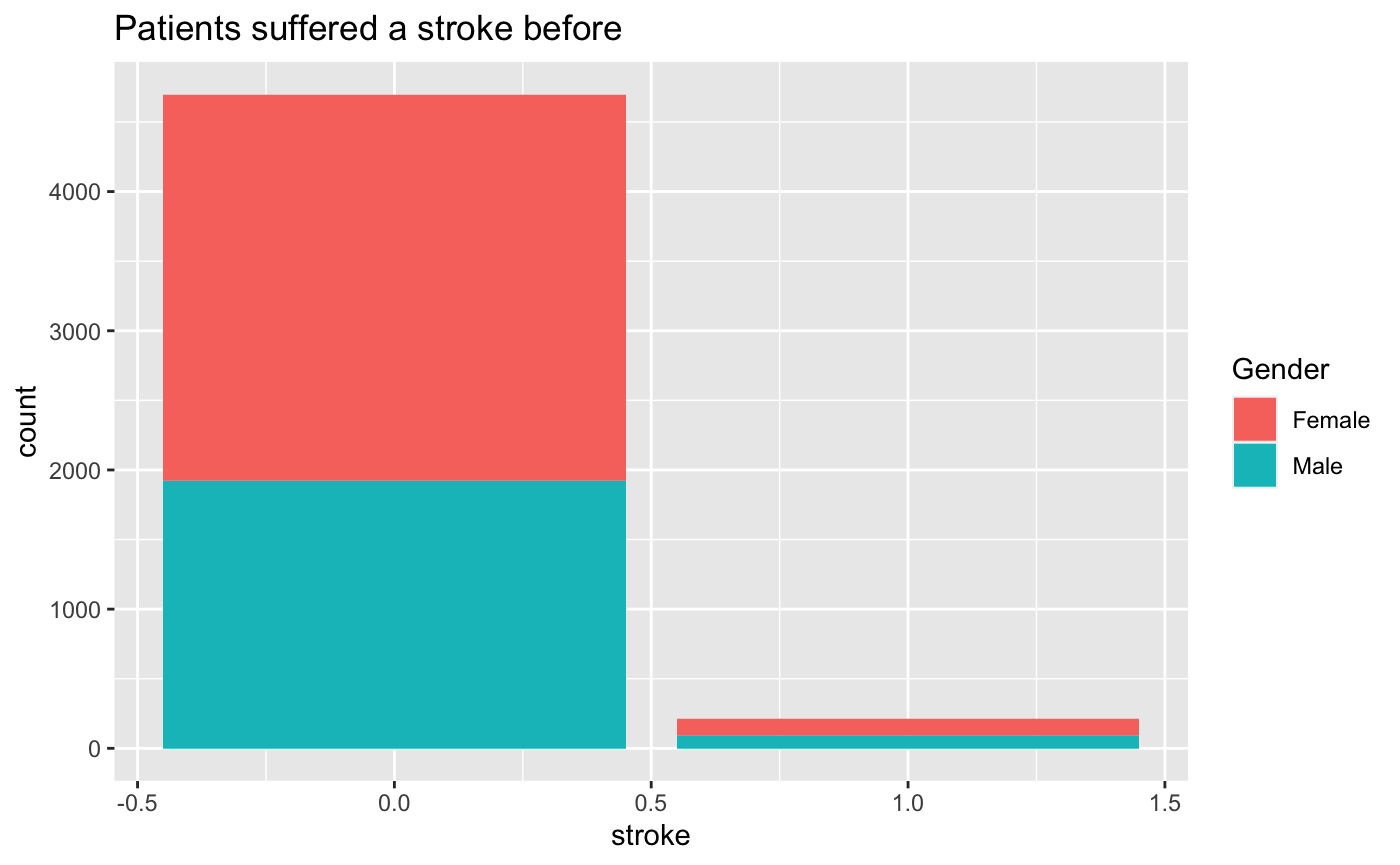 Patients suffered a stroke before
count
4000
3000
2000
1000
0
-0.5 0.0 0.5 1.0 1.5
stroke
Gender
Female
Male